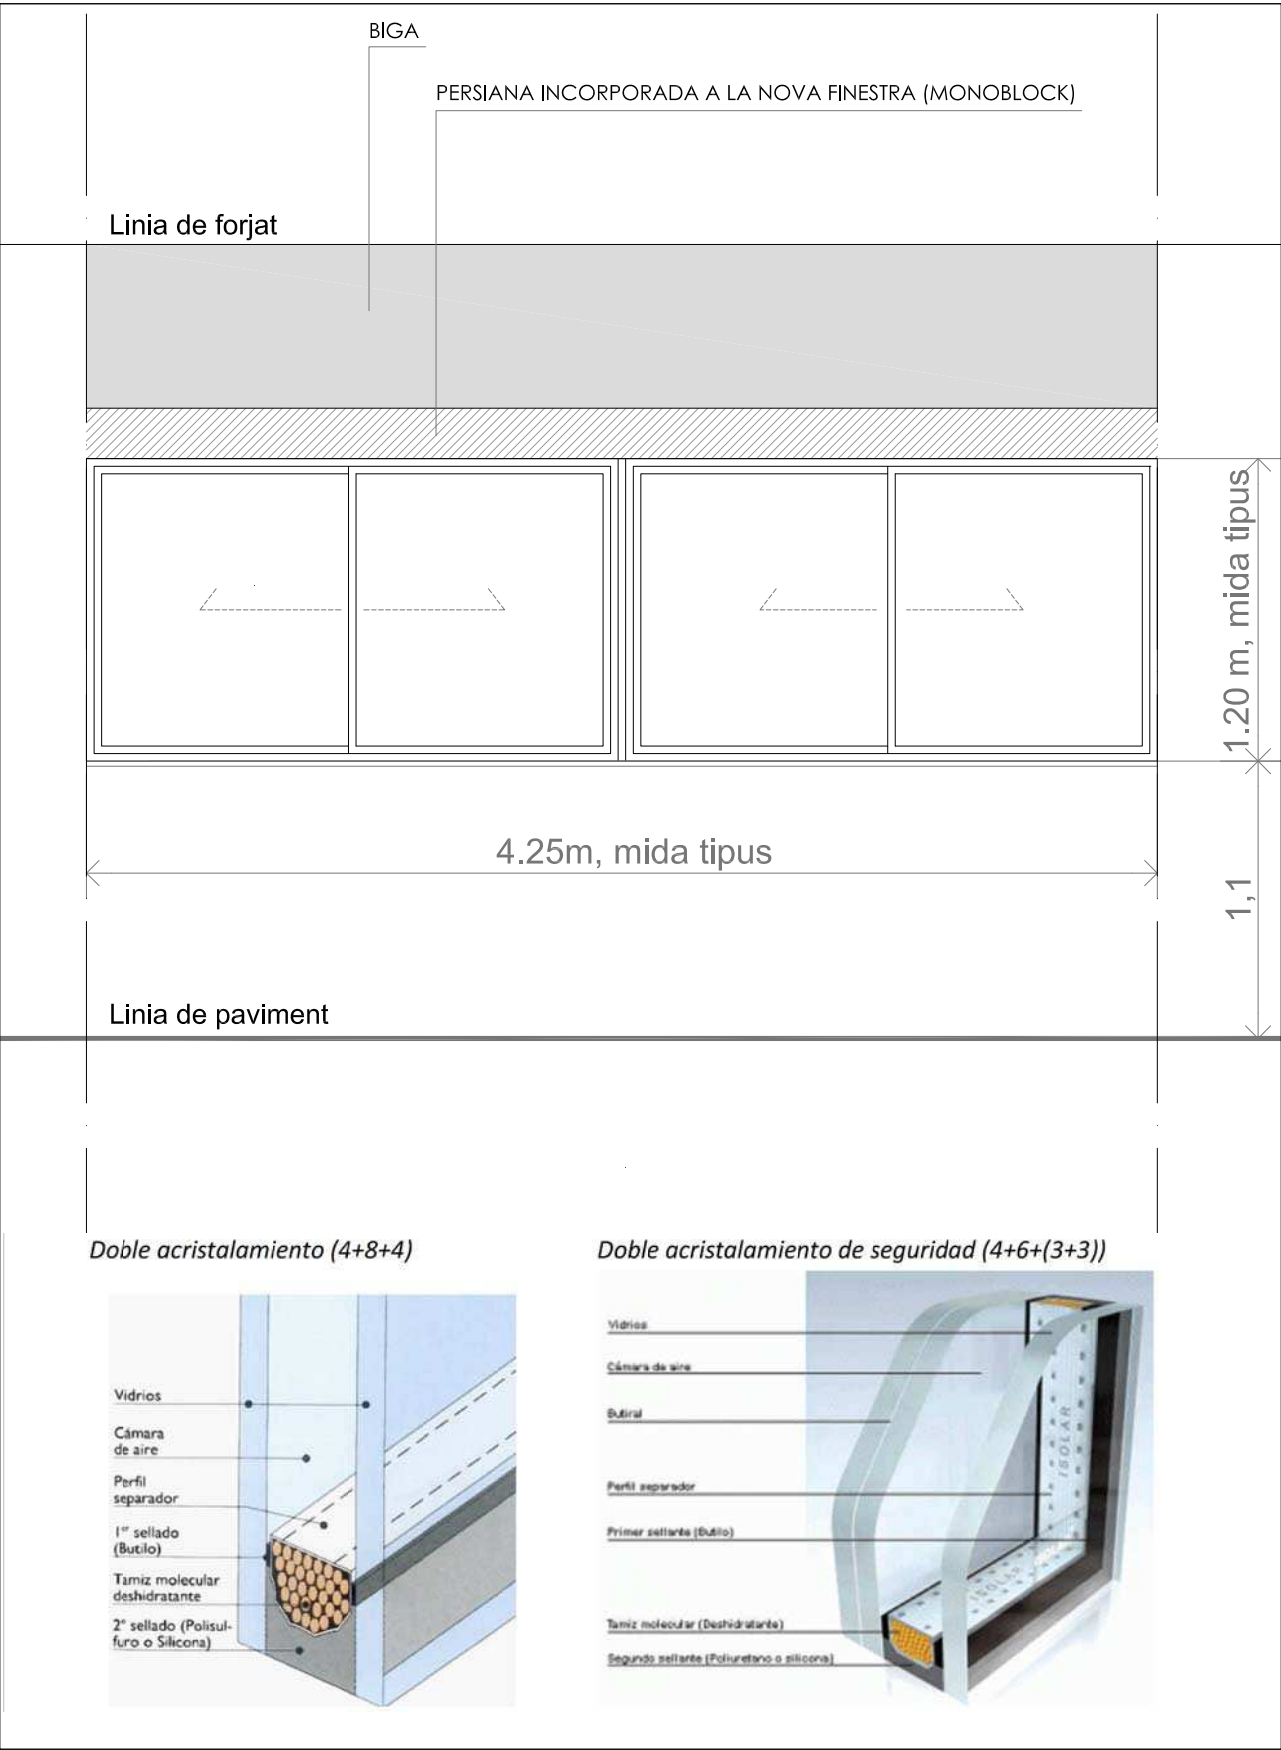 BIGA
PERSIANA INCORPORADA A LA NOVA FINESTRA (MONOBLOCK)
Linia de forjat
1.20 m, mida tipus
4.25m, mida tipus
1,1
Linia de paviment
Doble acristalamiento (4+8+4)
Vidrios
Cámara
de aire
Perfil
separador
1er sellado
(Butilo)
Tamiz molecular
deshidratante
2º sellado (Polisul-
furo o Silicona)
Doble acristalamiento de seguridad (4+6+(3+3))
Vidrios
Cámara de aire
Butiral
Perfil separador
Primer sellante (Butilo)
Tamiz molecular (Deshidratante)
Segundo sellante (Poliuretano o silicona)
ISOLAR
ISOLAR